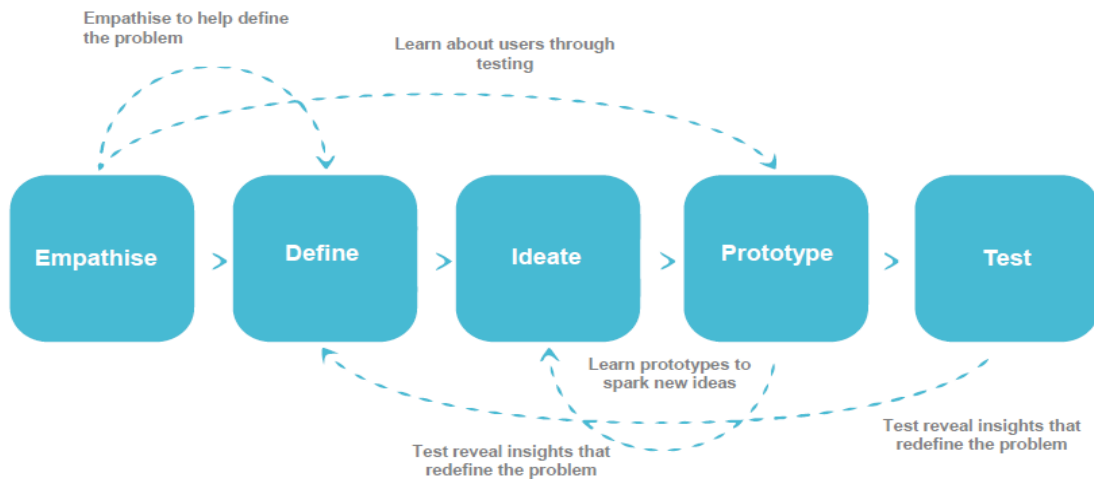 Empathise to help define
the problem
Learn about users through
testing
Empathise
Define
Ideate
Prototype
Test
Learn prototypes to
spark new ideas
Test reveal insights that
redefine the problem
Test reveal insights that
redefine the problem